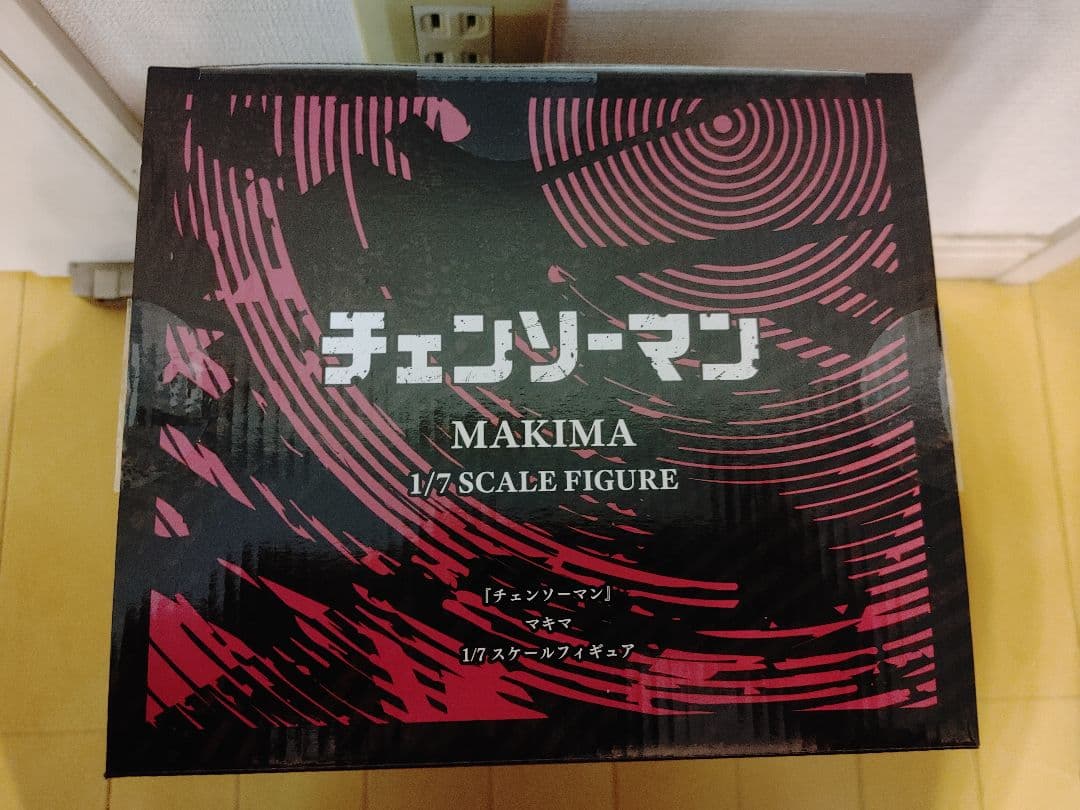 チェンソーマン
MAKIMA
1/7 SCALE FIGURE
『チェンソーマン』
マキマ
1/7 スケールフィギュア